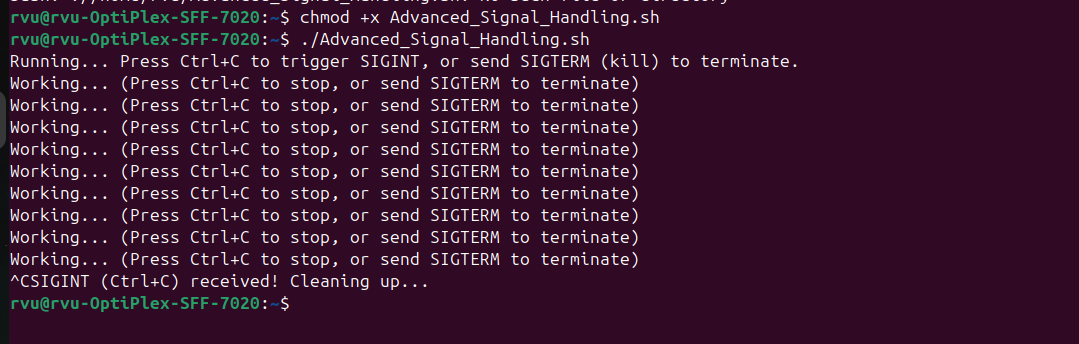 rvu@rvu-OptiPlex-SFF-7020:~$ chmod +x Advanced_Signal_Handling.sh
rvu@rvu-OptiPlex-SFF-7020:~$ ./Advanced_Signal_Handling.sh
Running... Press Ctrl+C to trigger SIGINT, or send SIGTERM (kill) to terminate.
Working... (Press Ctrl+C to stop, or send SIGTERM to terminate)
Working... (Press Ctrl+C to stop, or send SIGTERM to terminate)
Working... (Press Ctrl+C to stop, or send SIGTERM to terminate)
Working... (Press Ctrl+C to stop, or send SIGTERM to terminate)
Working... (Press Ctrl+C to stop, or send SIGTERM to terminate)
Working... (Press Ctrl+C to stop, or send SIGTERM to terminate)
Working... (Press Ctrl+C to stop, or send SIGTERM to terminate)
Working... (Press Ctrl+C to stop, or send SIGTERM to terminate)
Working... (Press Ctrl+C to stop, or send SIGTERM to terminate)
^CSIGINT (Ctrl+C) received! Cleaning up...
rvu@rvu-OptiPlex-SFF-7020:~$